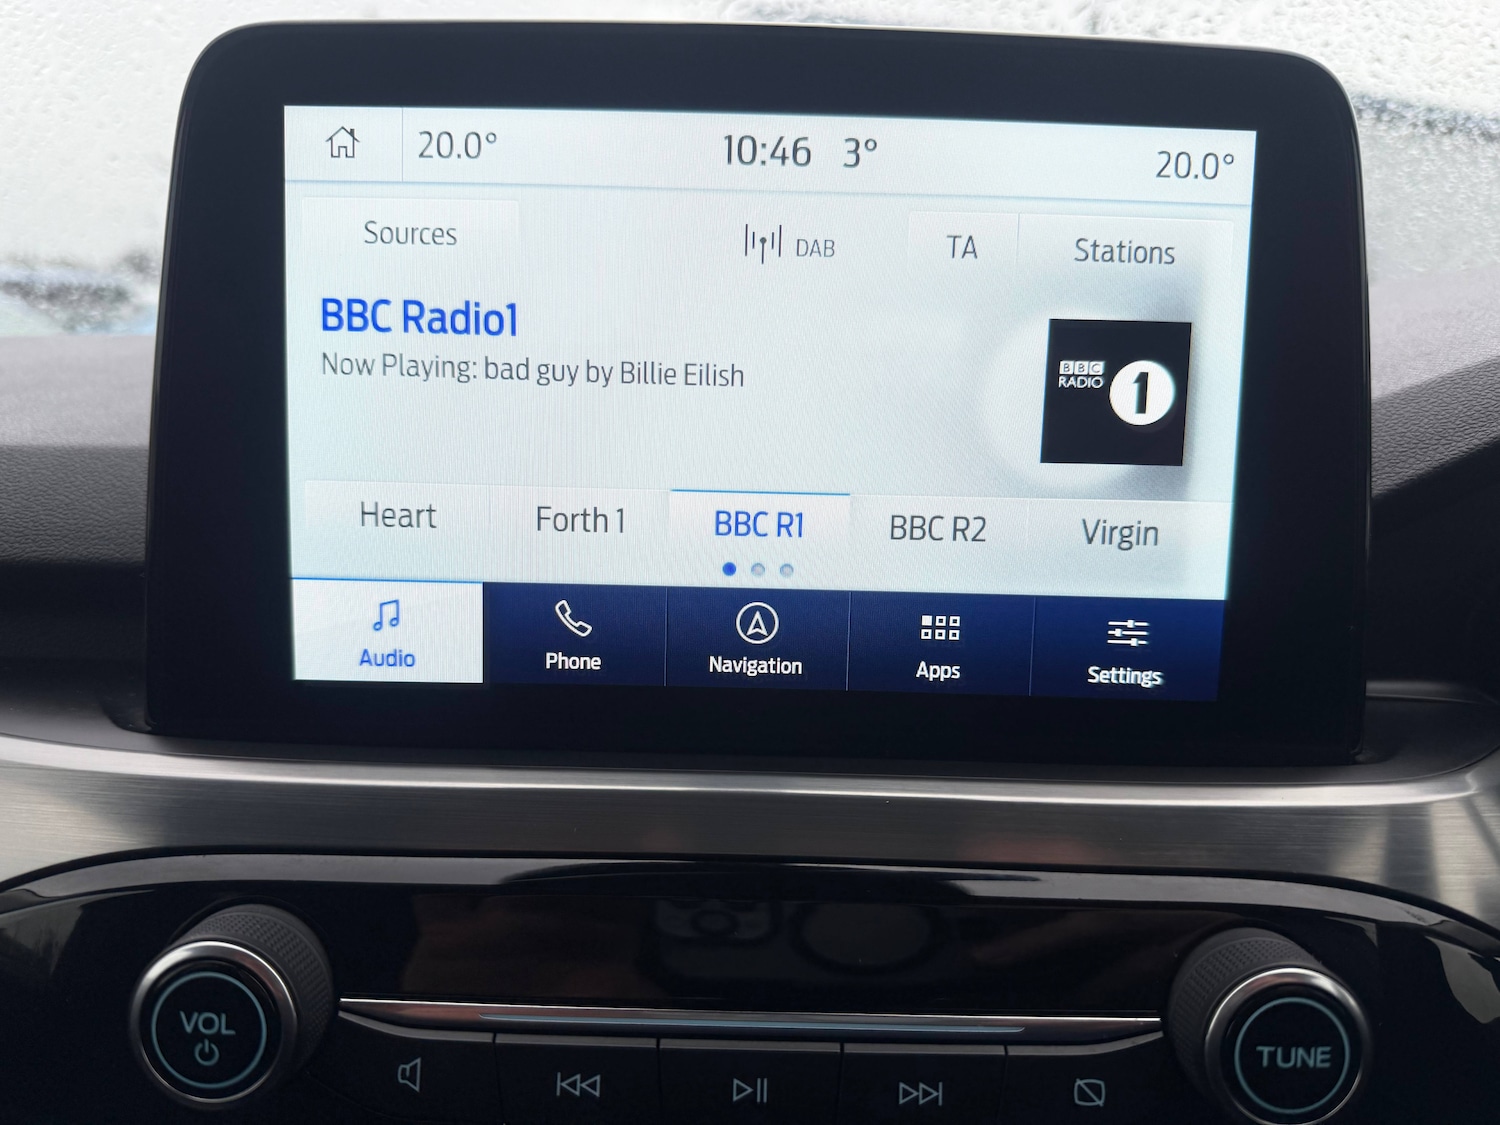 20.0° 10:46 3° 20.0°
Sources DAB TA Stations
BBC Radio1
Now Playing: bad guy by Billie Eilish
BBC
RADIO 1
Heart Forth 1 BBC R1 BBC R2 Virgin
Audio Phone Navigation Apps Settings
VOL TUNE